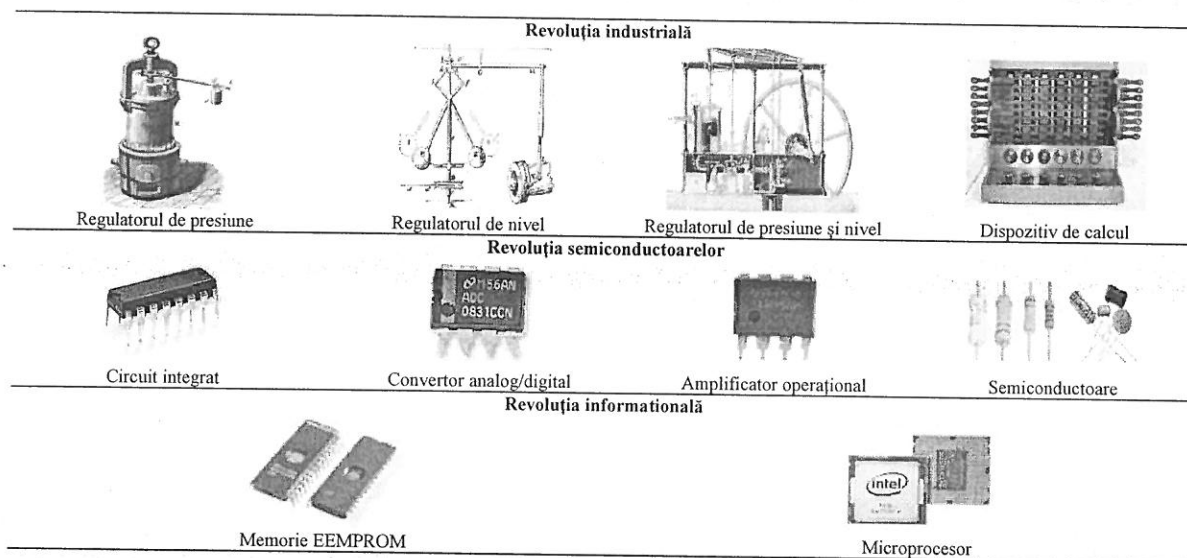 Revoluția industrială
Regulatorul de presiune
Regulatorul de nivel
Regulatorul de presiune și nivel
Dispozitiv de calcul
Revoluția semiconductoarelor
M56AN
ADC
0831CCN
Circuit integrat
Convertor analog/digital
Amplificator operațional
Semiconductoare
Revoluția informatională
intel
Memorie EEMPROM
Microprocesor